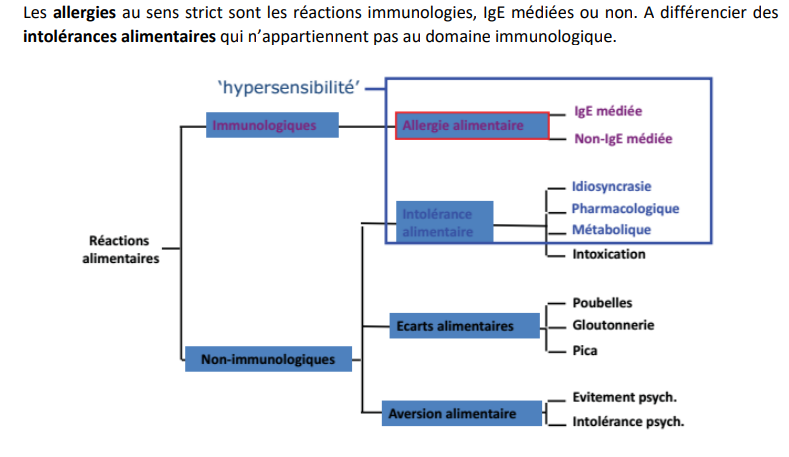 Les allergies au sens strict sont les réactions immunologies, IgE médiées ou non. A différencier des
intolérances alimentaires qui n’appartiennent pas au domaine immunologique.
‘hypersensibilité’
Immunologiques
Allergie alimentaire
IgE médiée
Non-IgE médiée
Réactions
alimentaires
Intolérance
alimentaire
Idiosyncrasie
Pharmacologique
Métabolique
Intoxication
Non-immunologiques
Ecarts alimentaires
Poubelles
Gloutonnerie
Pica
Aversion alimentaire
Evitement psych.
Intolérance psych.